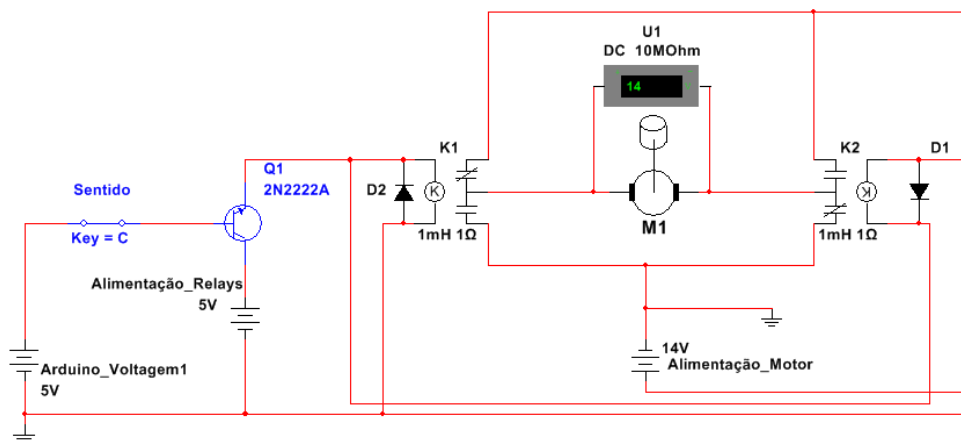 U1
DC 10MOhm
14
K1
K2
D1
Q1
2N2222A
Sentido
D2
K
K
Key = C
M1
1mH 1Ω
1mH 1Ω
Alimentação_Relays
5V
14V
Alimentação_Motor
Arduino_Voltagem1
5V